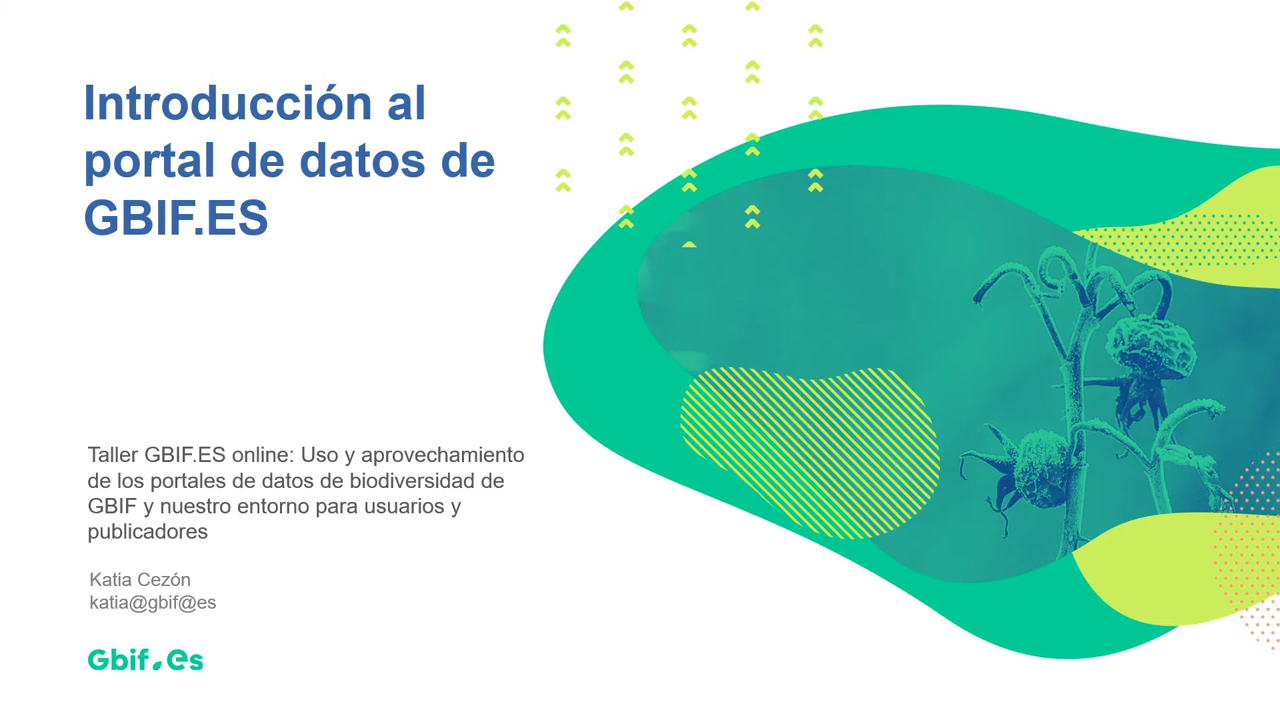 Introducción al
portal de datos de
GBIF.ES
Taller GBIF.ES online: Uso y aprovechamiento
de los portales de datos de biodiversidad de
GBIF y nuestro entorno para usuarios y
publicadores
Katia Cezón
katia@gbif@es
Gbif.es